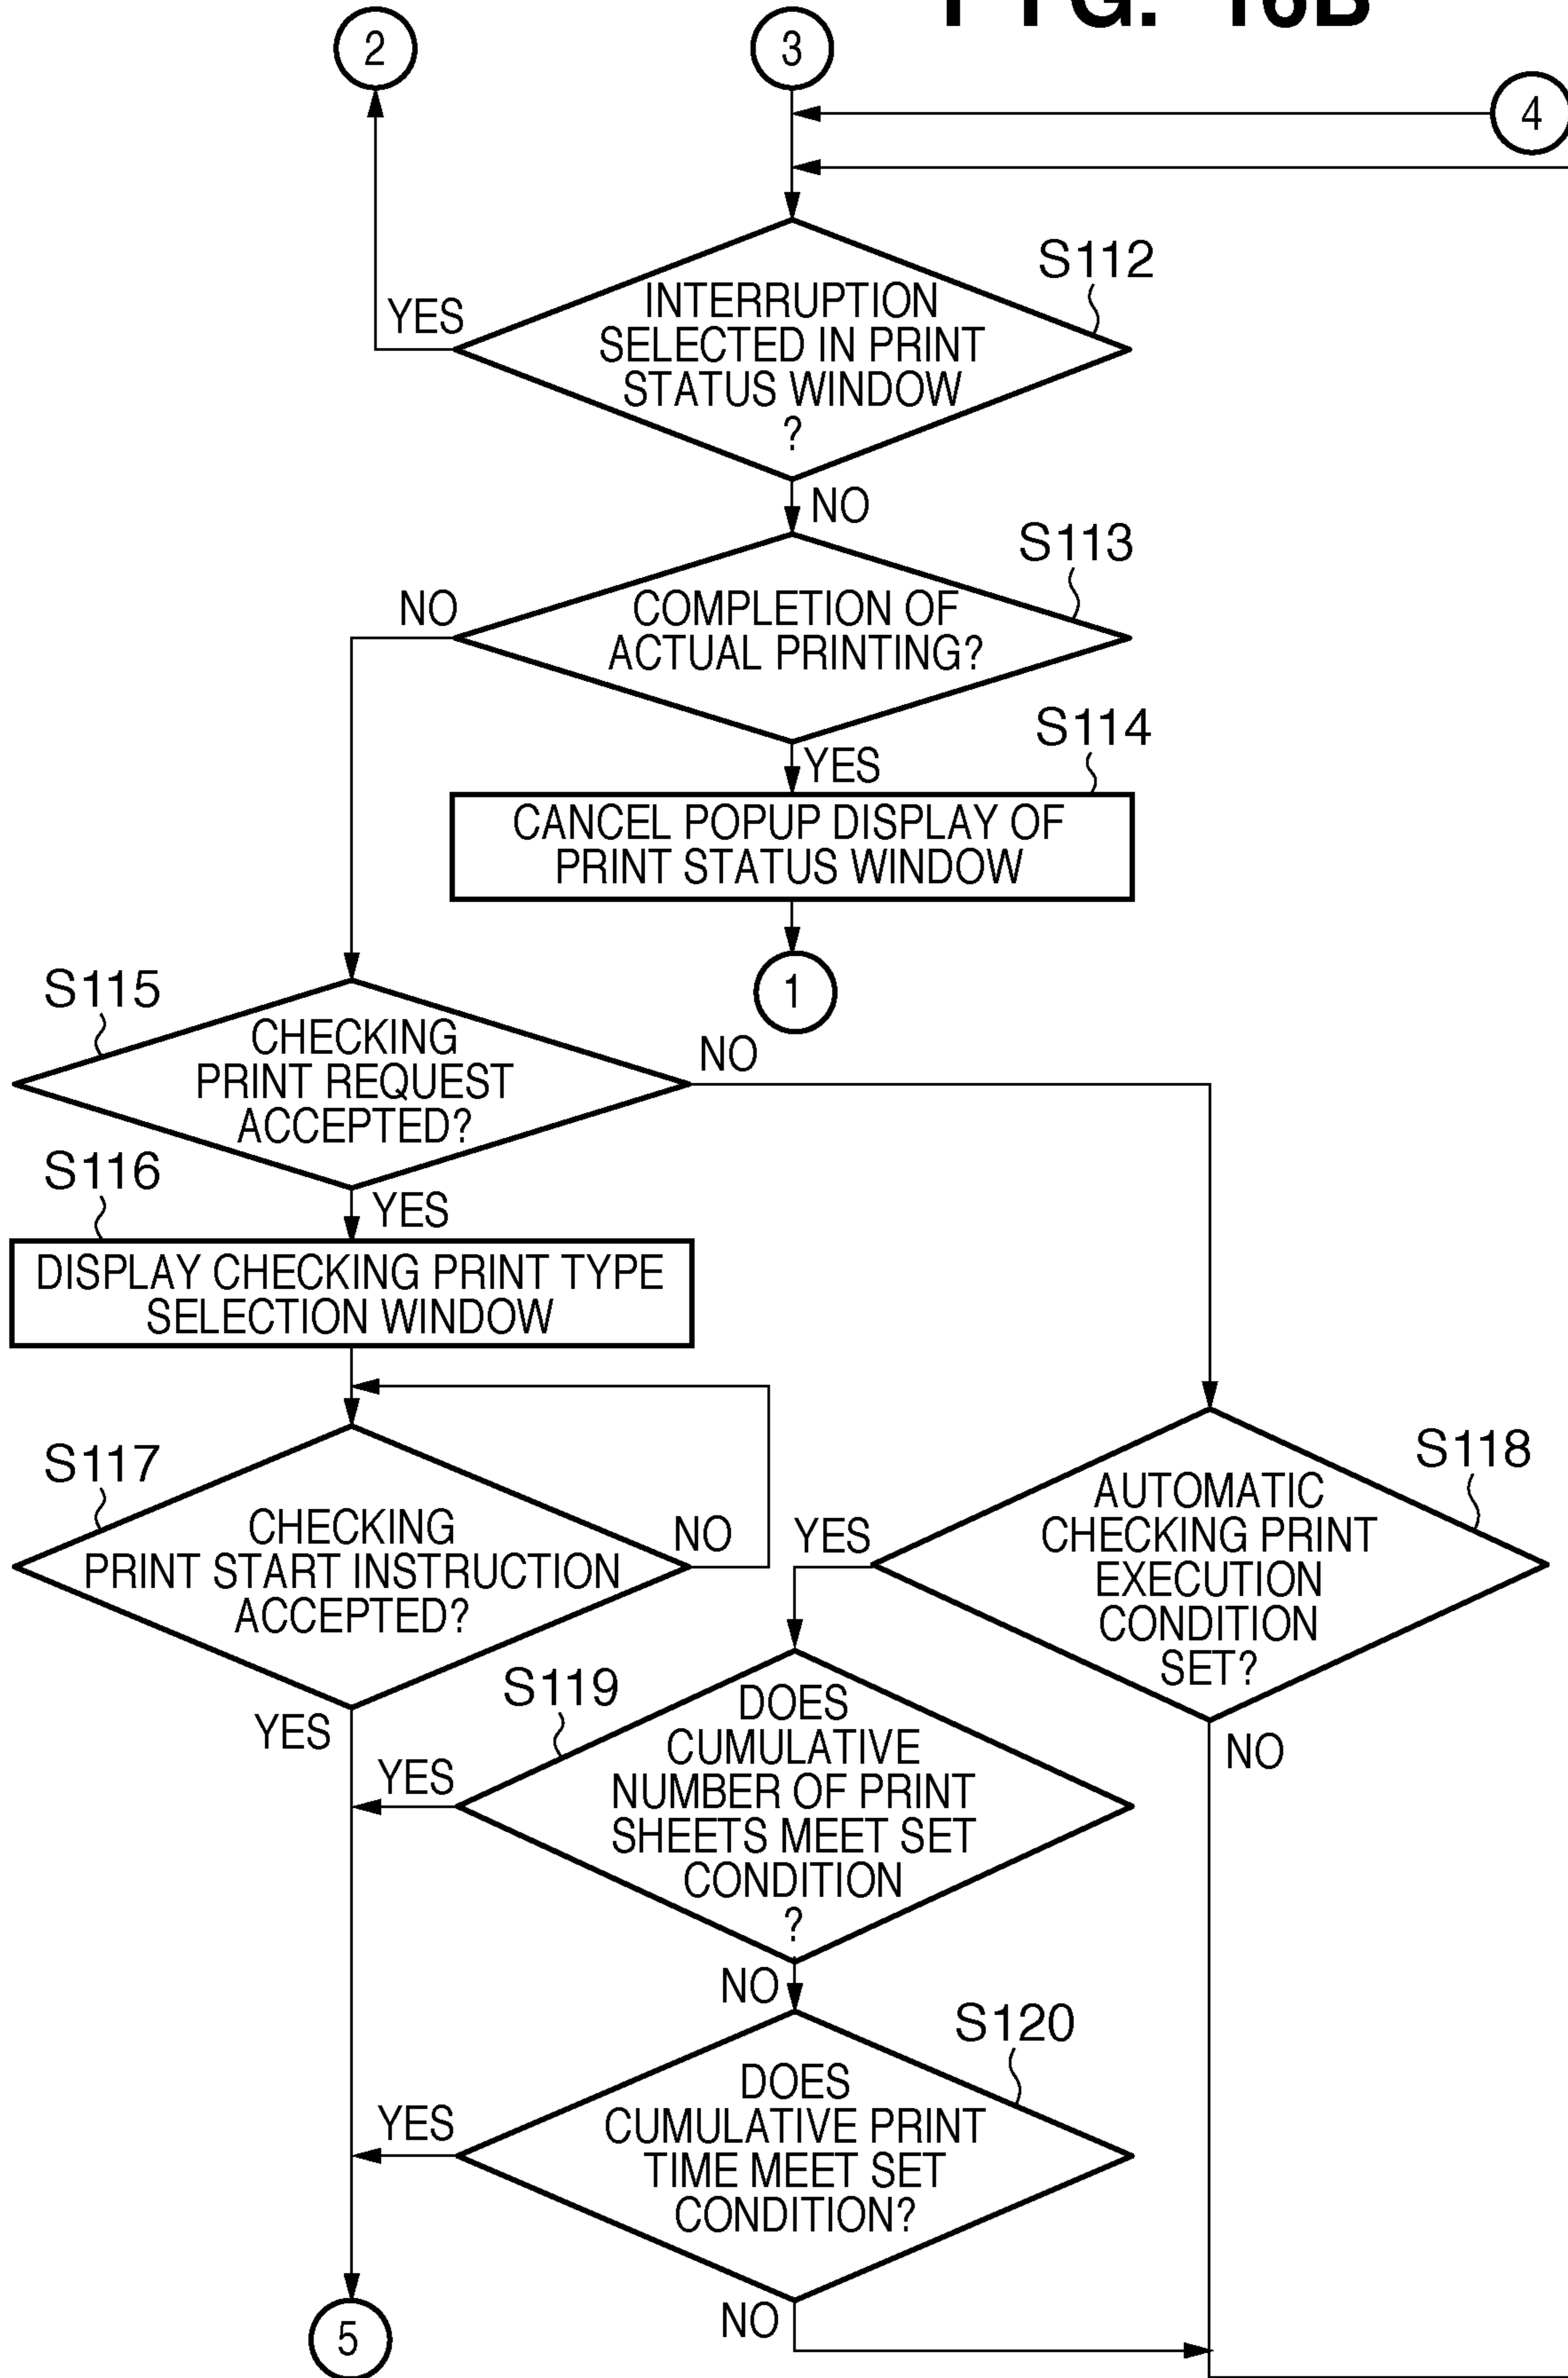 FIG. 16B
2
3
4
S112
INTERRUPTION
SELECTED IN PRINT
STATUS WINDOW
?
YES
NO
S113
COMPLETION OF
ACTUAL PRINTING?
NO
YES
S114
CANCEL POPUP DISPLAY OF
PRINT STATUS WINDOW
1
S115
CHECKING
PRINT REQUEST
ACCEPTED?
NO
YES
S116
DISPLAY CHECKING PRINT TYPE
SELECTION WINDOW
S117
CHECKING
PRINT START INSTRUCTION
ACCEPTED?
NO
YES
S118
AUTOMATIC
CHECKING PRINT
EXECUTION
CONDITION
SET?
YES
NO
S119
DOES
CUMULATIVE
NUMBER OF PRINT
SHEETS MEET SET
CONDITION
?
YES
NO
S120
DOES
CUMULATIVE PRINT
TIME MEET SET
CONDITION?
YES
NO
5